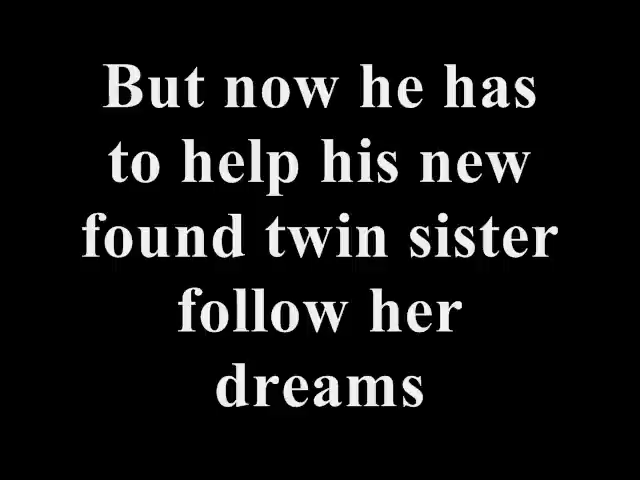 But now he has
to help his new
found twin sister
follow her
dreams